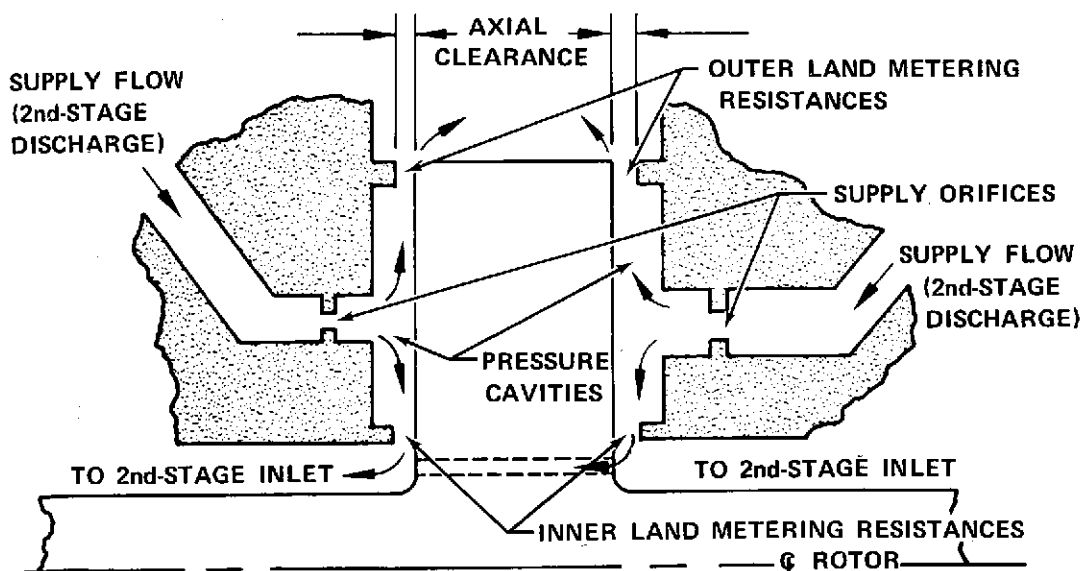 AXIAL
CLEARANCE
SUPPLY FLOW
(2nd-STAGE
DISCHARGE)
OUTER LAND METERING
RESISTANCES
SUPPLY ORIFICES
SUPPLY FLOW
(2nd-STAGE
DISCHARGE)
PRESSURE
CAVITIES
TO 2nd-STAGE INLET
TO 2nd-STAGE INLET
INNER LAND METERING RESISTANCES
℄ ROTOR